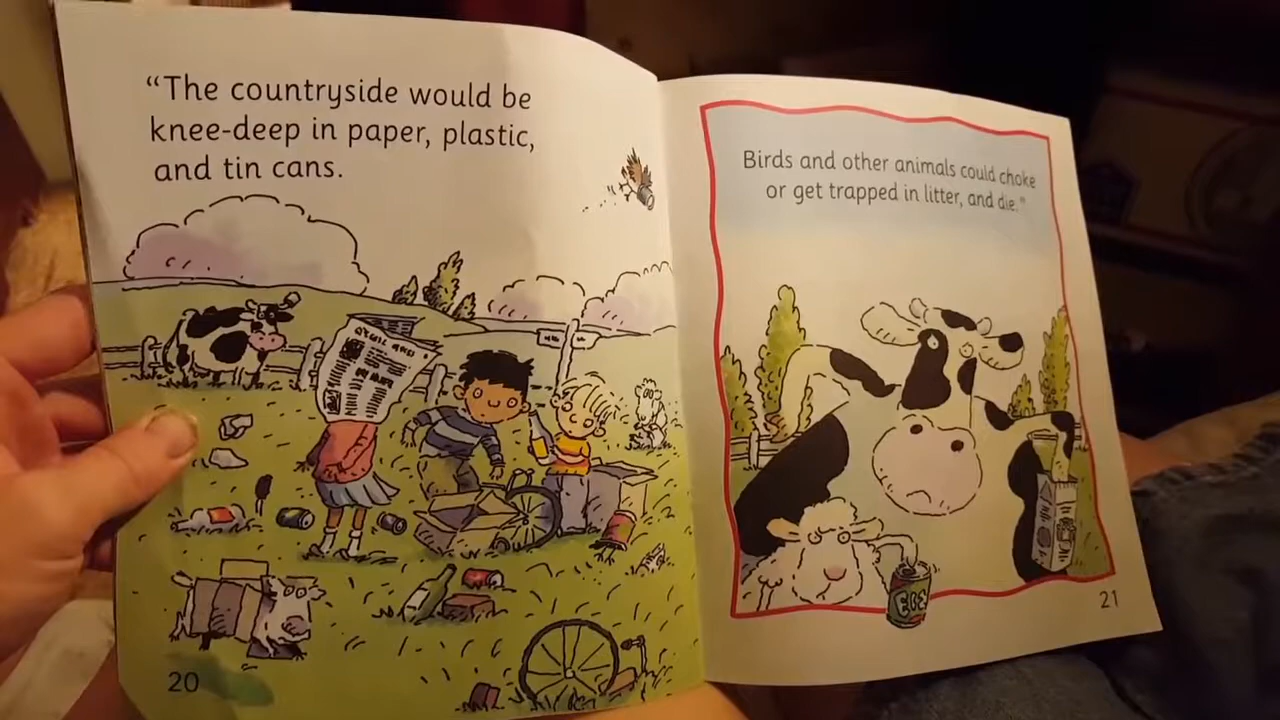 “The countryside would be
knee-deep in paper, plastic,
and tin cans.
20
Birds and other animals could choke
or get trapped in litter, and die.”
21